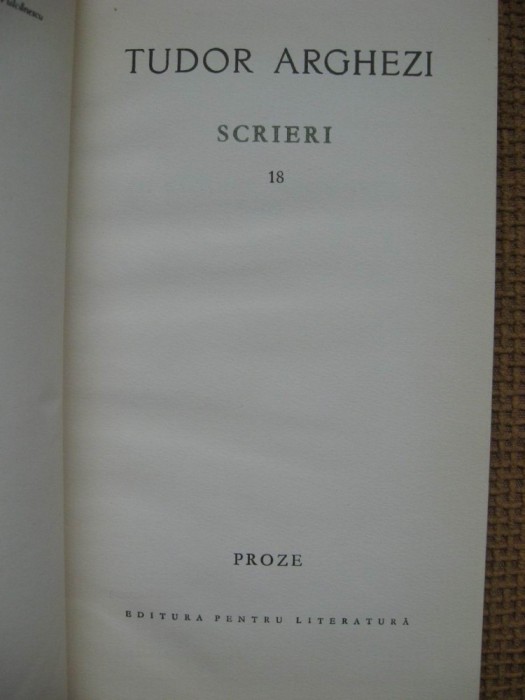 TUDOR ARGHEZI
SCRIERI
18
PROZE
EDITURA PENTRU LITERATURĂ